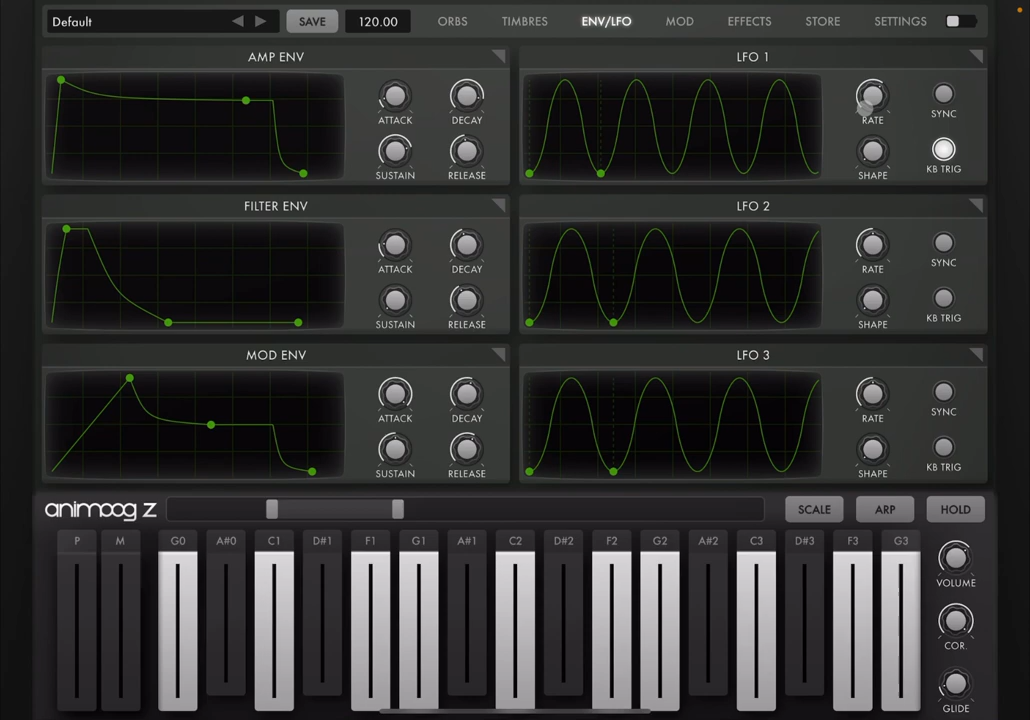 Default SAVE 120.00 ORBS TIMBRES ENV/LFO MOD EFFECTS STORE SETTINGS
AMP ENV
ATTACK DECAY
SUSTAIN RELEASE
LFO 1
RATE SYNC
SHAPE KB TRIG
FILTER ENV
ATTACK DECAY
SUSTAIN RELEASE
LFO 2
RATE SYNC
SHAPE KB TRIG
MOD ENV
ATTACK DECAY
SUSTAIN RELEASE
LFO 3
RATE SYNC
SHAPE KB TRIG
animoog z SCALE ARP HOLD
P M G0 A#0 C1 D#1 F1 G1 A#1 C2 D#2 F2 G2 A#2 C3 D#3 F3 G3
VOLUME
COR.
GLIDE